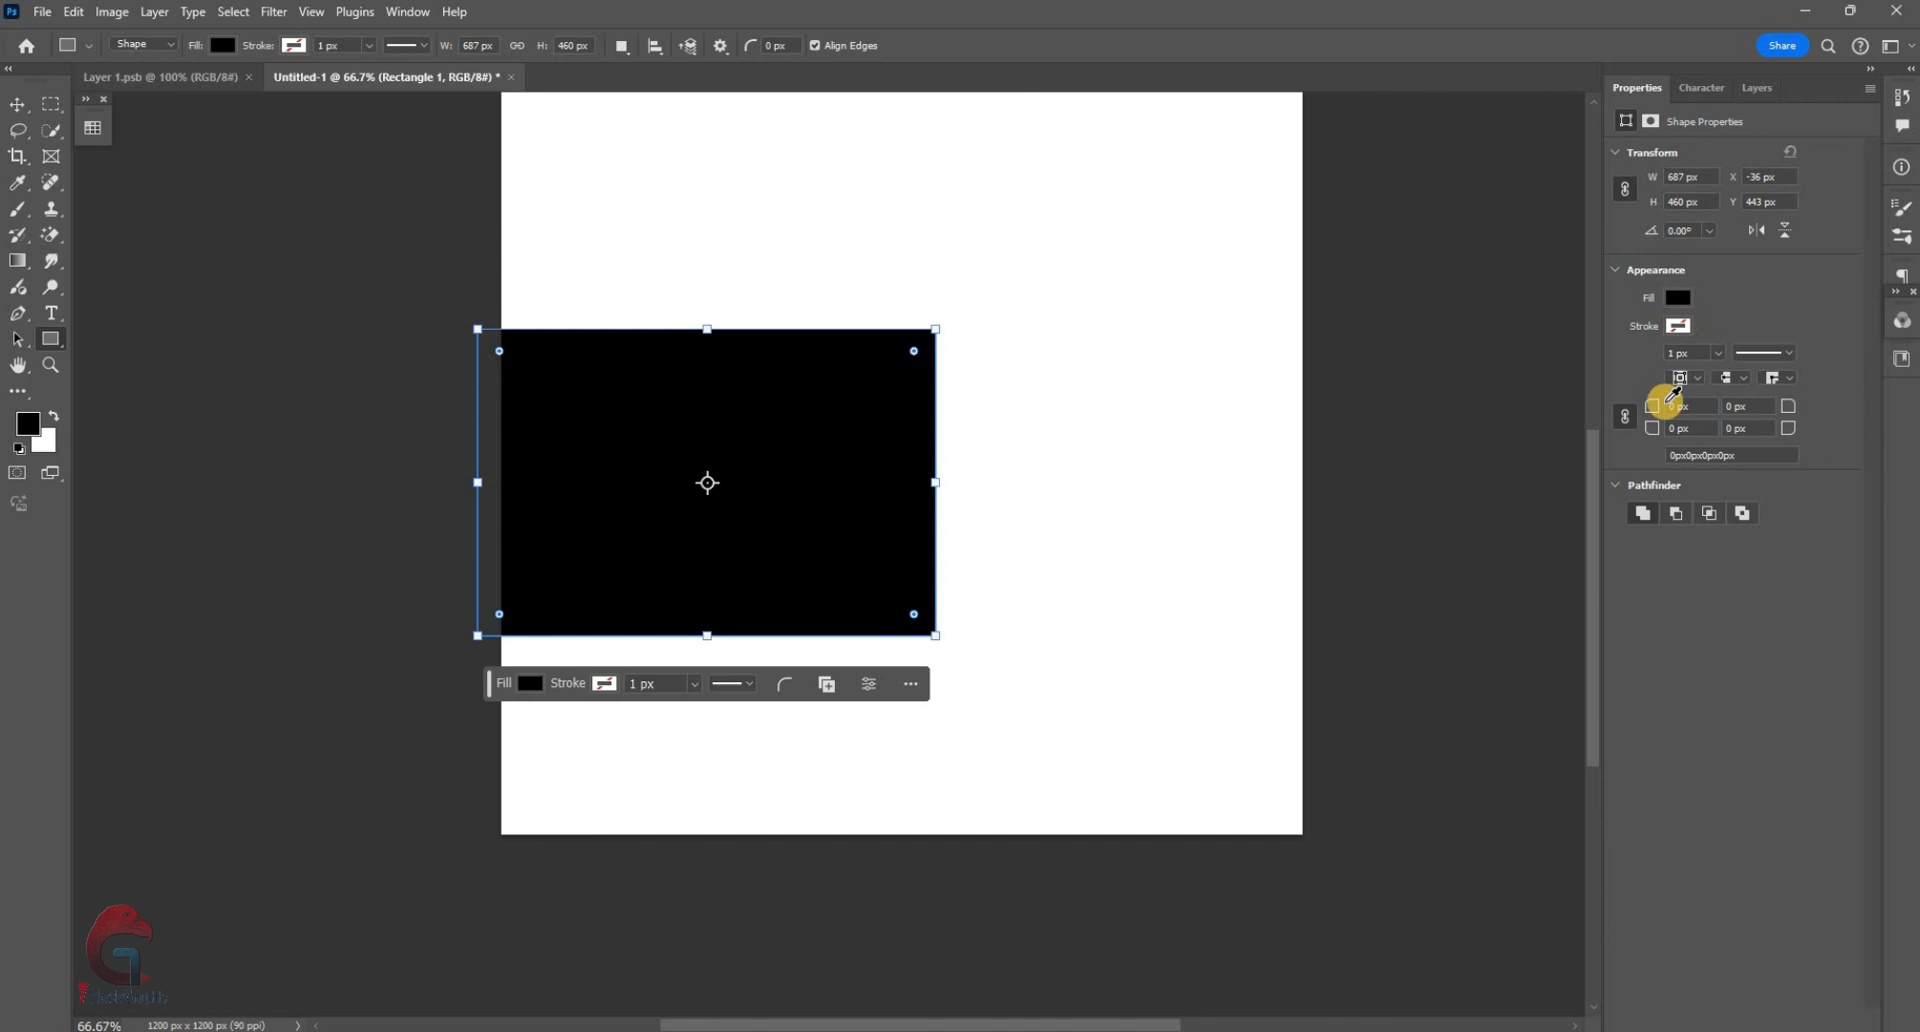 Ps File Edit Image Layer Type Select Filter View Plugins Window Help
Shape Fill: Stroke: 1 px W: 687 px H: 460 px 0 px Align Edges Share
Layer 1.psb @ 100% (RGB/8#) × Untitled-1 @ 66.7% (Rectangle 1, RGB/8#) * ×
Properties Character Layers
Shape Properties
Transform
W 687 px X -36 px
H 460 px Y 443 px
0.00°
Appearance
Fill
Stroke
1 px
0 px 0 px
0 px 0 px
0px0px0px0px
Pathfinder
Fill Stroke 1 px
66.67% 1200 px x 1200 px (90 ppi)